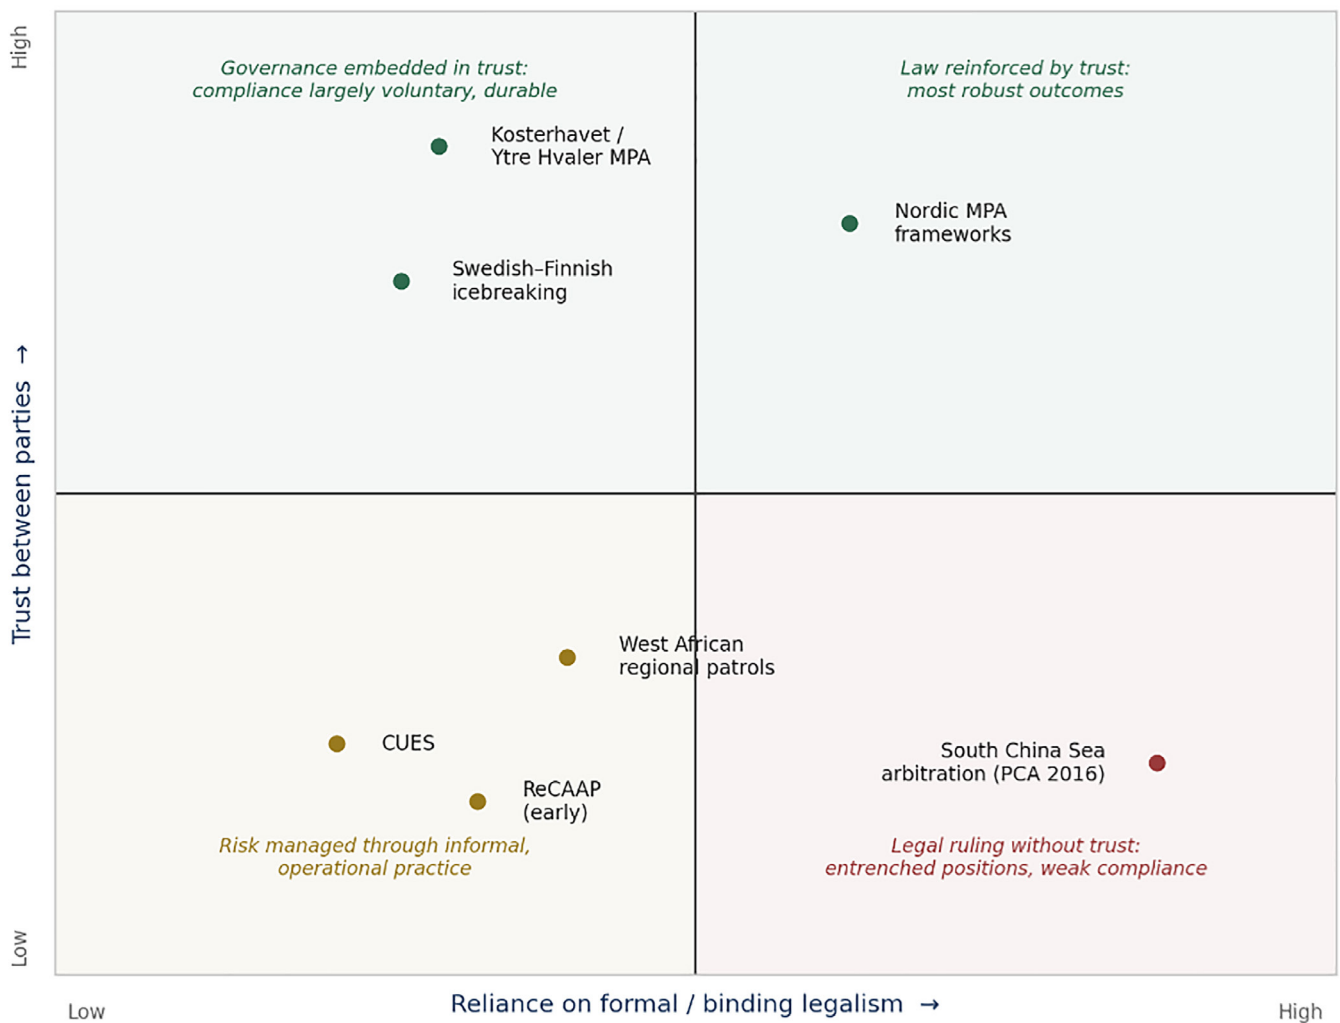 High
Governance embedded in trust:
compliance largely voluntary, durable
Law reinforced by trust:
most robust outcomes
Kosterhavet /
Ytre Hvaler MPA
Nordic MPA
frameworks
Swedish–Finnish
icebreaking
Trust between parties →
West African
regional patrols
CUES
South China Sea
arbitration (PCA 2016)
ReCAAP
(early)
Risk managed through informal,
operational practice
Legal ruling without trust:
entrenched positions, weak compliance
Low
Low
Reliance on formal / binding legalism →
High